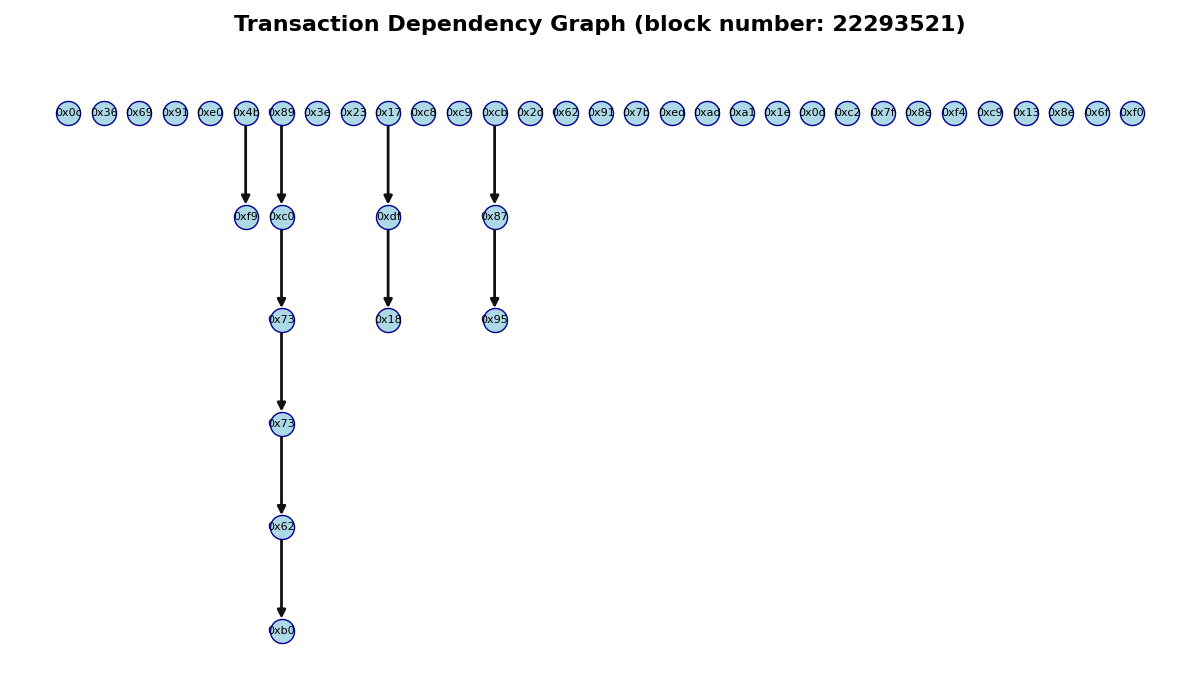 Transaction Dependency Graph (block number: 22293521)
0x0c 0x36 0x69 0x91 0xe0 0x4b 0x89 0x3e 0x23 0x17 0xc8 0xc9 0xcb 0x2d 0x62 0x91 0x7b 0xed 0xad 0xa1 0x1e 0x0d 0xc2 0x7f 0x8e 0xf4 0xc9 0x13 0x8e 0x6f 0xf0
0xf9 0xc0 0xdf 0x87
0x73 0x18 0x95
0x73
0x62
0xb0